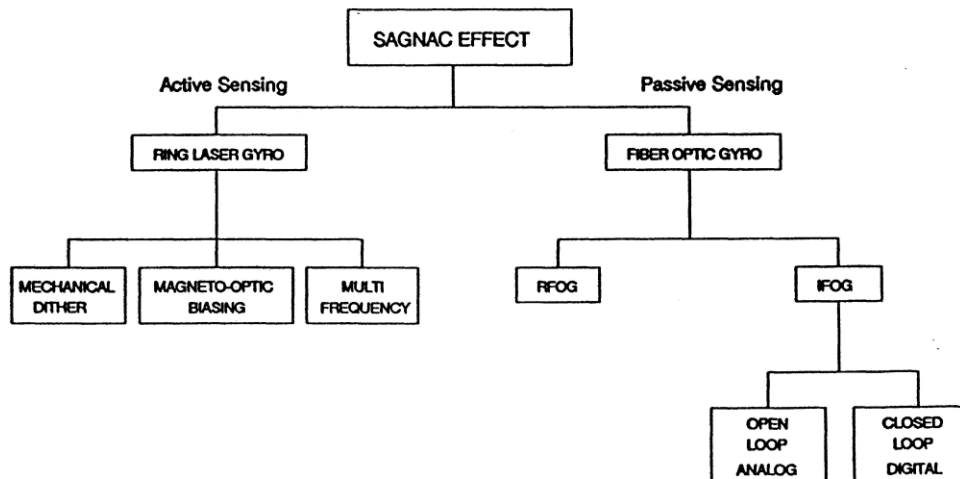 SAGNAC EFFECT
Active Sensing
Passive Sensing
RING LASER GYRO
FIBER OPTIC GYRO
MECHANICAL
DITHER
MAGNETO-OPTIC
BIASING
MULTI
FREQUENCY
RFOG
IFOG
OPEN
LOOP
ANALOG
CLOSED
LOOP
DIGITAL